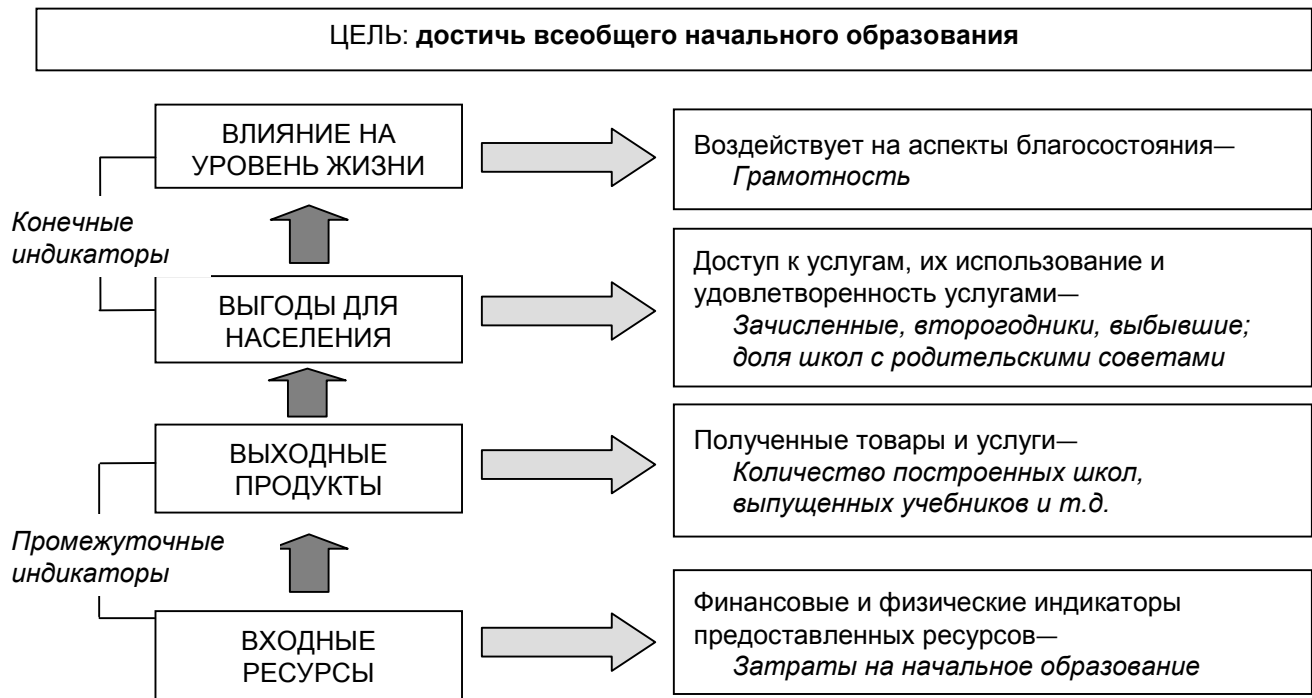 ЦЕЛЬ: достичь всеобщего начального образования
ВЛИЯНИЕ НА
УРОВЕНЬ ЖИЗНИ
Воздействует на аспекты благосостояния—
Грамотность
Конечные
индикаторы
ВЫГОДЫ ДЛЯ
НАСЕЛЕНИЯ
Доступ к услугам, их использование и
удовлетворенность услугами—
Зачисленные, второгодники, выбывшие;
доля школ с родительскими советами
ВЫХОДНЫЕ
ПРОДУКТЫ
Полученные товары и услуги—
Количество построенных школ,
выпущенных учебников и т.д.
Промежуточные
индикаторы
ВХОДНЫЕ
РЕСУРСЫ
Финансовые и физические индикаторы
предоставленных ресурсов—
Затраты на начальное образование